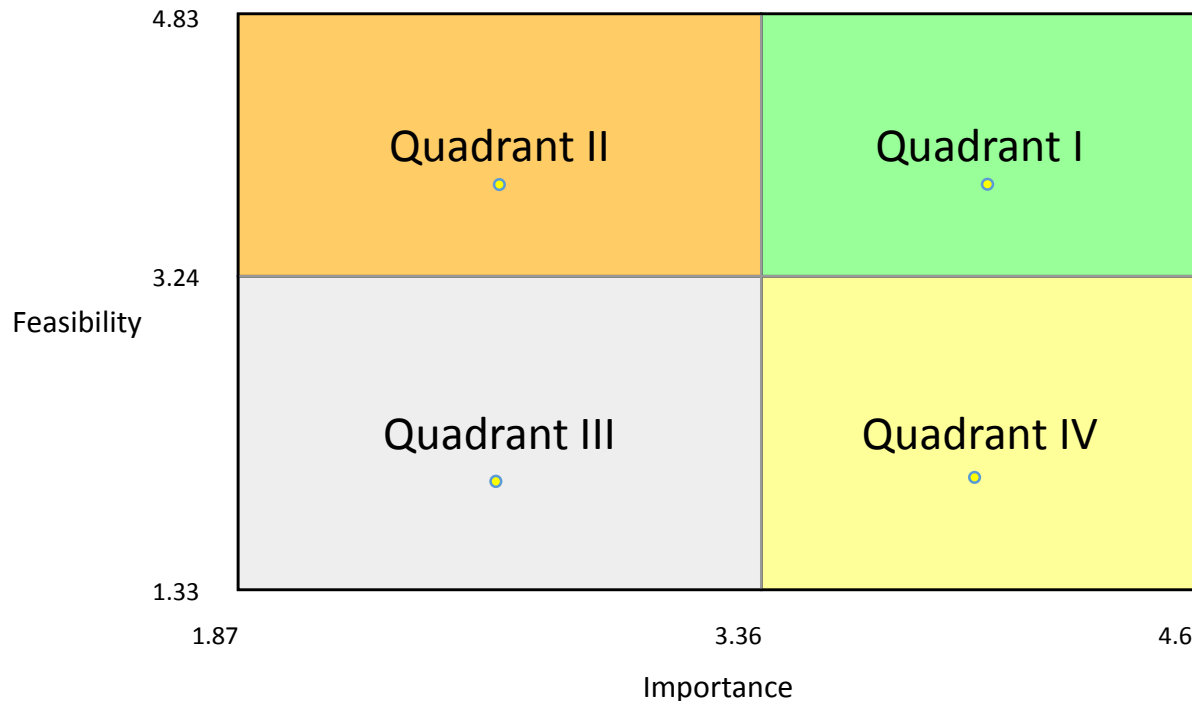 4.83
Quadrant II
Quadrant I
3.24
Feasibility
Quadrant III
Quadrant IV
1.33
1.87
3.36
4.6
Importance